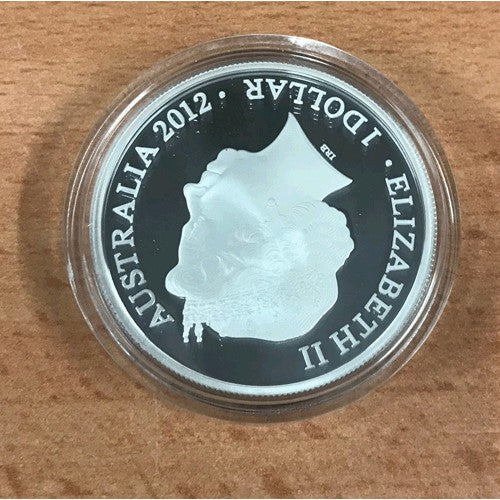 ELIZABETH II · AUSTRALIA 2012 · 1 DOLLAR ·
IRB